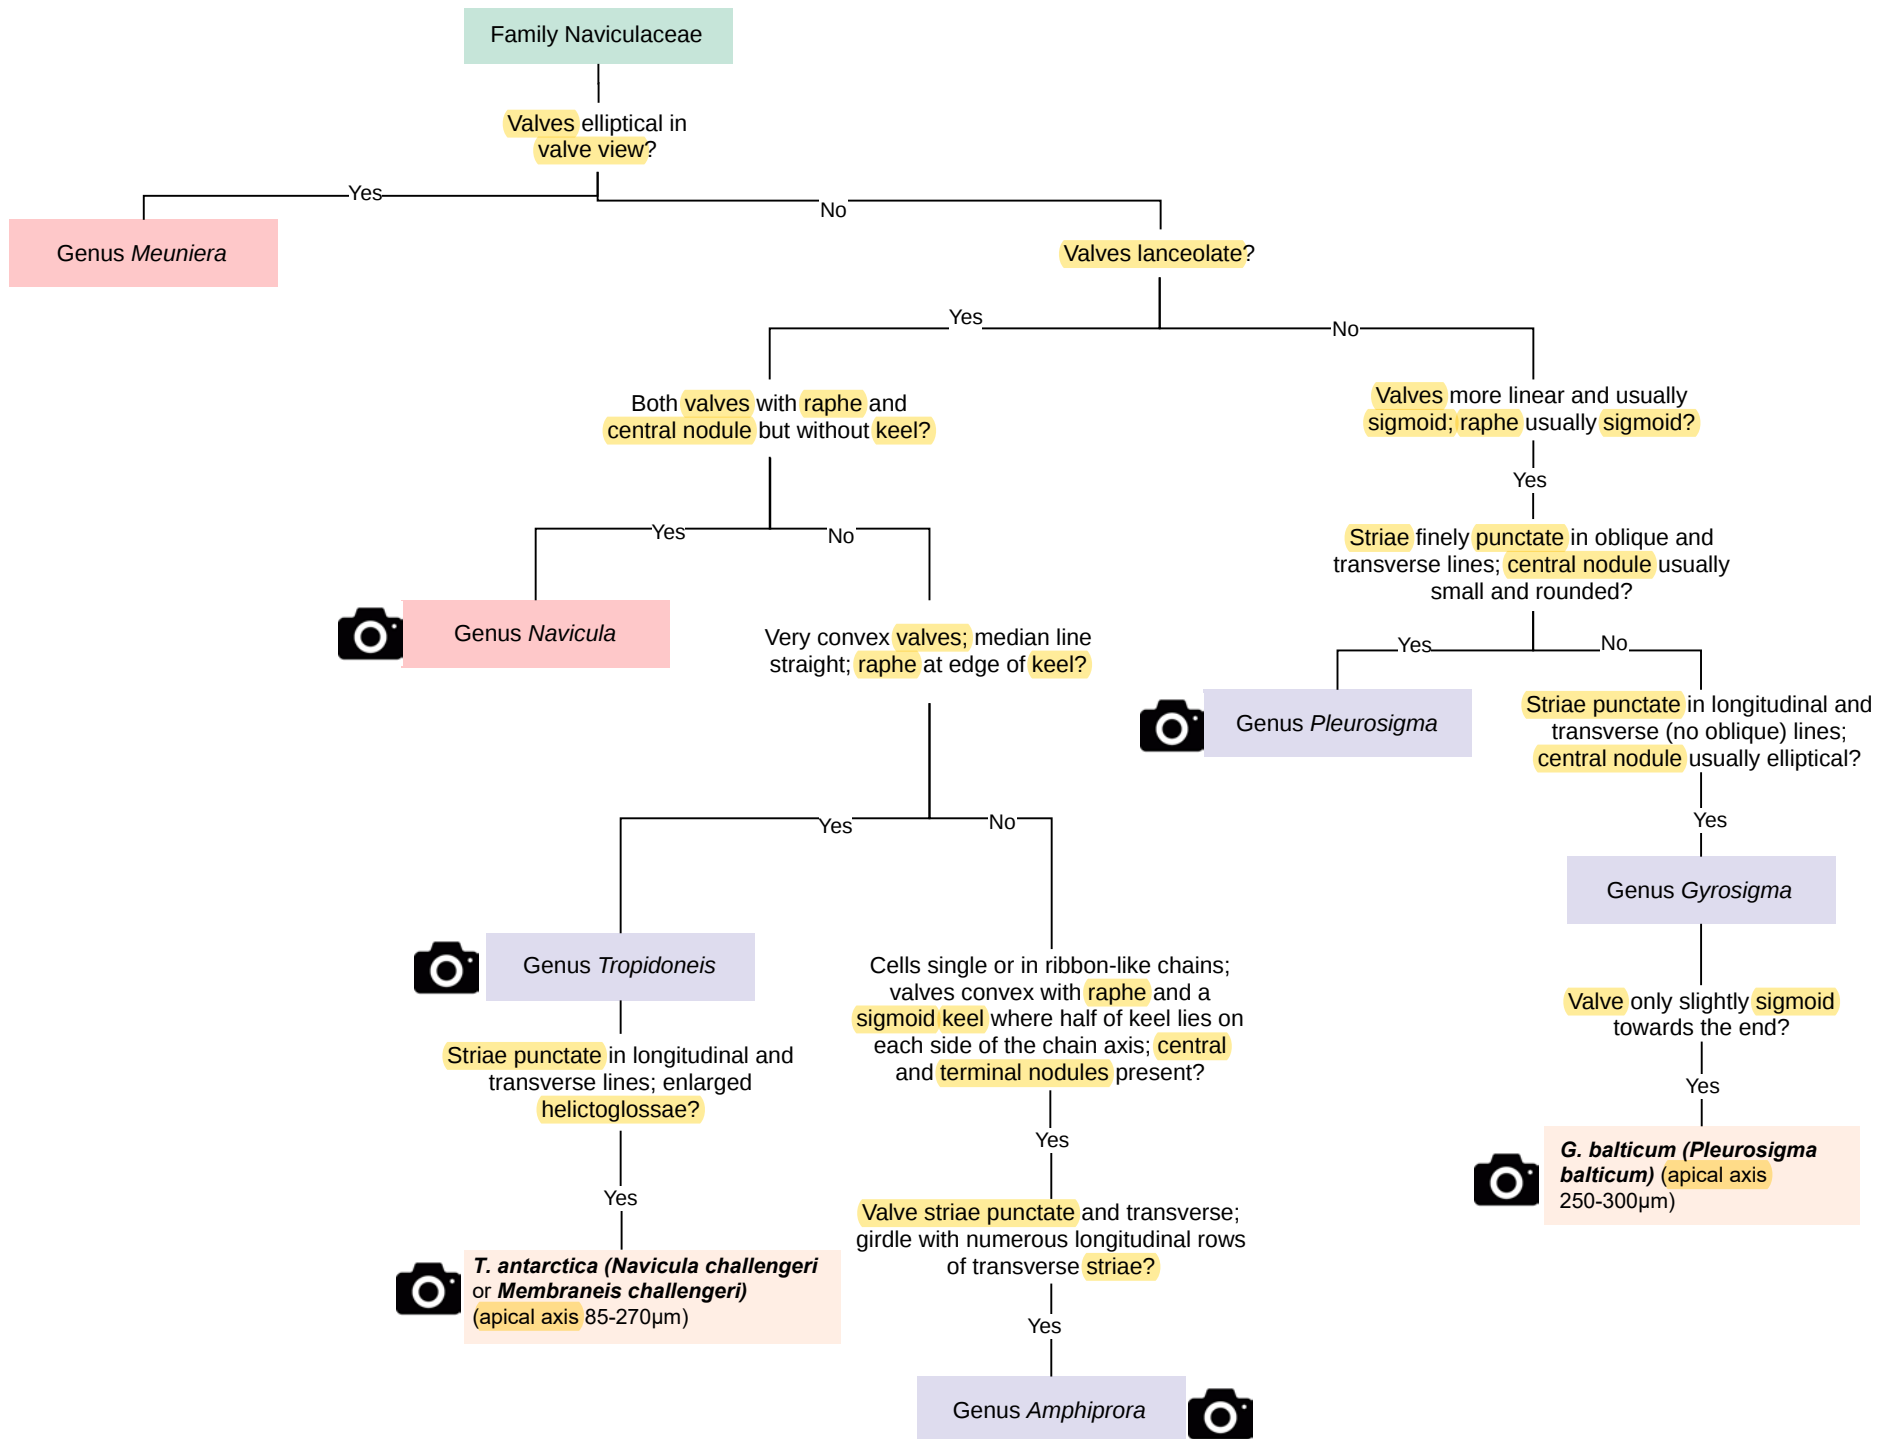 Family Naviculaceae
Valves elliptical in
valve view?
Yes
No
Genus Meuniera
Valves lanceolate?
Yes
No
Both valves with raphe and
central nodule but without keel?
Valves more linear and usually
sigmoid; raphe usually sigmoid?
Yes
Yes
No
Striae finely punctate in oblique and
transverse lines; central nodule usually
small and rounded?
Genus Navicula
Very convex valves; median line
straight; raphe at edge of keel?
Yes
No
Genus Pleurosigma
Striae punctate in longitudinal and
transverse (no oblique) lines;
central nodule usually elliptical?
Yes
Yes
No
Genus Gyrosigma
Genus Tropidoneis
Cells single or in ribbon-like chains;
valves convex with raphe and a
sigmoid keel where half of keel lies on
each side of the chain axis; central
and terminal nodules present?
Valve only slightly sigmoid
towards the end?
Striae punctate in longitudinal and
transverse lines; enlarged
helictoglossae?
Yes
Yes
Yes
G. balticum (Pleurosigma
balticum) (apical axis
250-300µm)
Valve striae punctate and transverse;
girdle with numerous longitudinal rows
of transverse striae?
T. antarctica (Navicula challengeri
or Membraneis challengeri)
(apical axis 85-270µm)
Yes
Genus Amphiprora